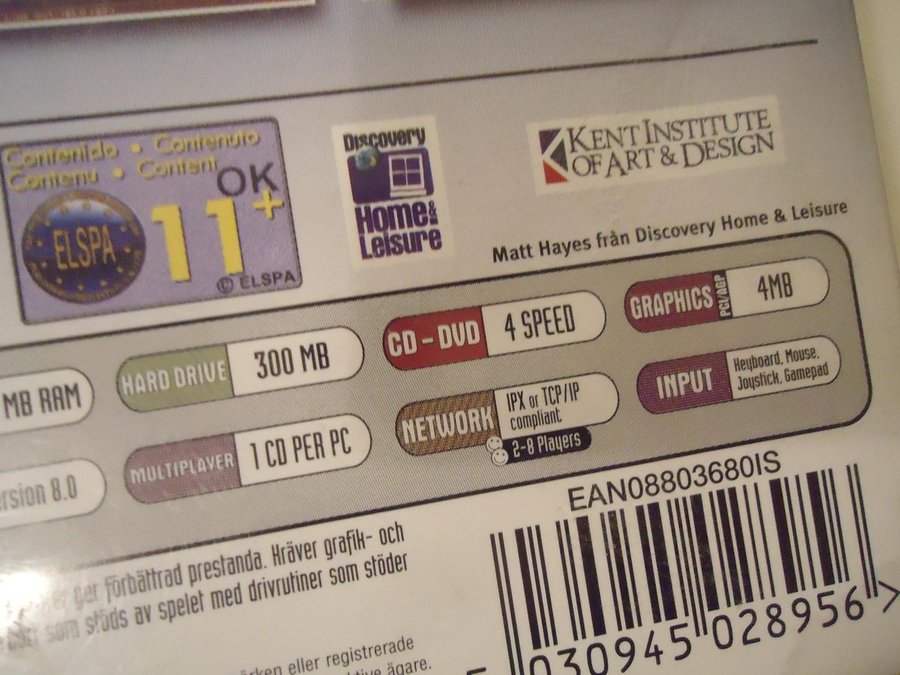 Contenido • Contenuto
Contenu • Content
OK
ELSPA
11+
© ELSPA
Discovery
Home &
Leisure
KENT INSTITUTE
OF ART & DESIGN
Matt Hayes från Discovery Home & Leisure
MB RAM
HARD DRIVE 300 MB
CD - DVD 4 SPEED
GRAPHICS PCI/AGP 4MB
rsion 8.0
MULTIPLAYER 1 CD PER PC
NETWORK IPX or TCP/IP
compliant
2-8 Players
INPUT Keyboard, Mouse,
Joystick, Gamepad
EAN08803680IS
ger förbättrad prestanda. Kräver grafik- och
som stöds av spelet med drivrutiner som stöder
rken eller registrerade
ktive ägare.
030945 028956 >